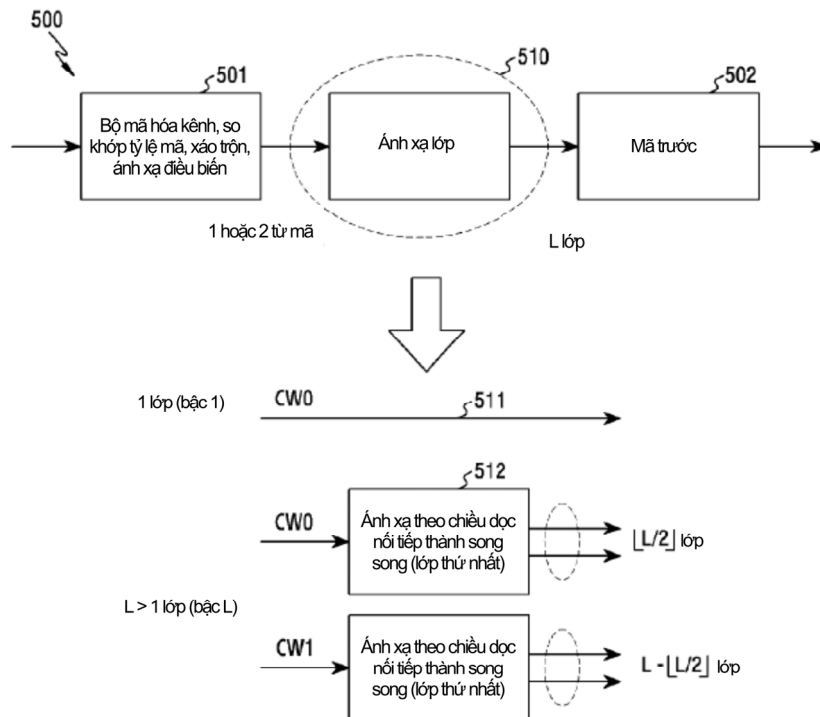 500
501
510
502
Bộ mã hóa kênh, so
khớp tỷ lệ mã, xáo trộn,
ánh xạ điều biến
Ánh xạ lớp
Mã trước
1 hoặc 2 từ mã
L lớp
1 lớp (bậc 1)
CW0
511
512
CW0
Ánh xạ theo chiều dọc
nối tiếp thành song
song (lớp thứ nhất)
⌊L/2⌋ lớp
L > 1 lớp (bậc L)
CW1
Ánh xạ theo chiều dọc
nối tiếp thành song
song (lớp thứ nhất)
L -⌊L/2⌋ lớp